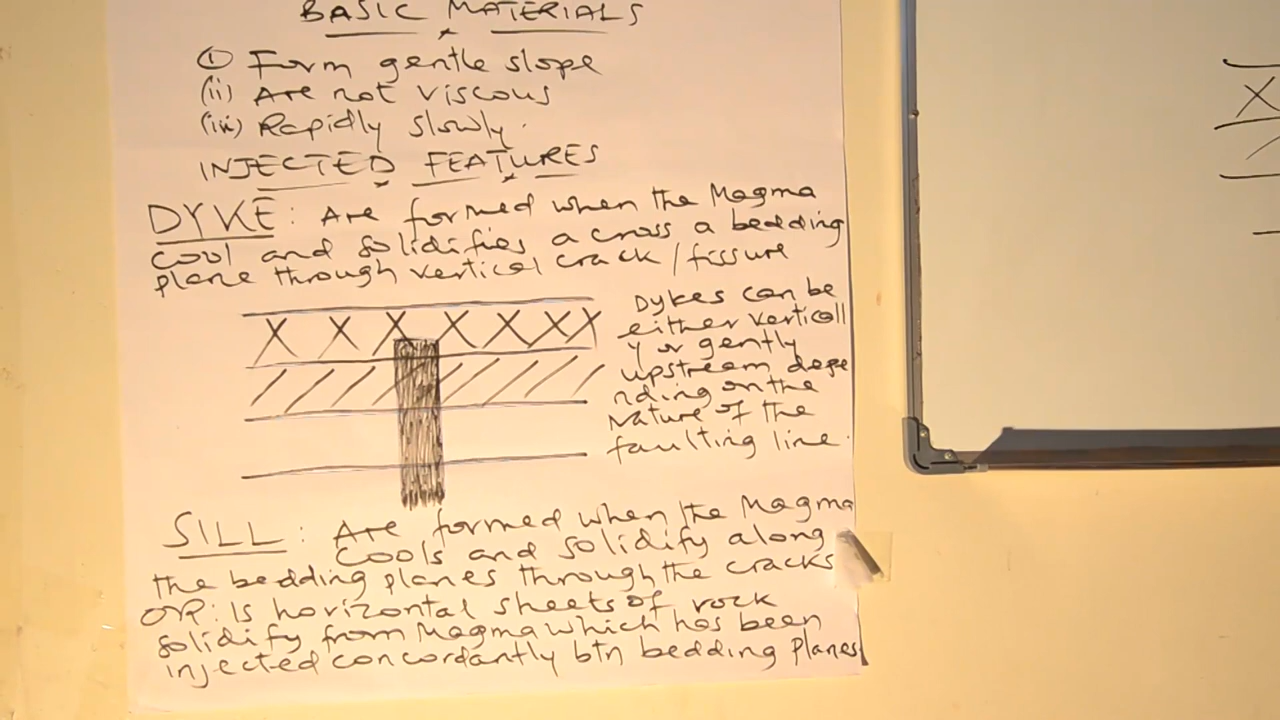 BASIC MATERIALS
(i) Form gentle slope
(ii) Are not viscous
(iii) Rapidly slowly.
INJECTED FEATURES
DYKE: Are formed when the Magma
cool and solidifies across a bedding
plane through vertical crack/fissure
Dykes can be
either verticall
y or gently
upstream depe
nding on the
Nature of the
faulting line.
SILL: Are formed when the Magma
cools and solidify along
the bedding planes through the cracks
OR: Is horizontal sheets of rock
solidify from Magma which has been
injected concordantly btn bedding planes